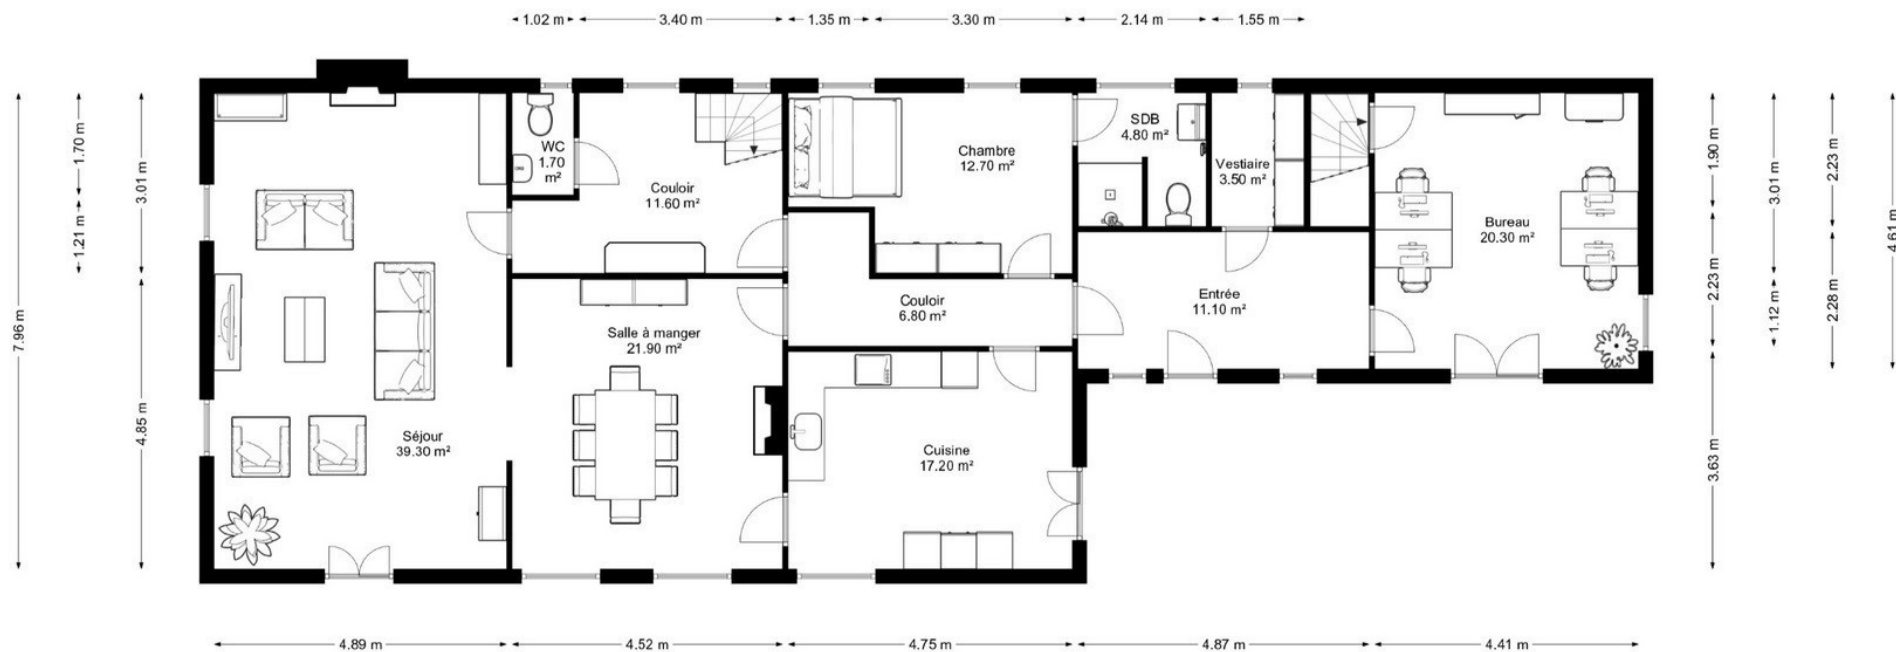 1.02 m
3.40 m
1.35 m
3.30 m
2.14 m
1.55 m
7.96 m
1.70 m
1.21 m
3.01 m
4.85 m
WC
1.70
m²
Couloir
11.60 m²
Chambre
12.70 m²
SDB
4.80 m²
Vestiaire
3.50 m²
Bureau
20.30 m²
Salle à manger
21.90 m²
Couloir
6.80 m²
Entrée
11.10 m²
Séjour
39.30 m²
Cuisine
17.20 m²
1.90 m
2.23 m
3.63 m
3.01 m
1.12 m
2.23 m
2.28 m
4.61 m
4.89 m
4.52 m
4.75 m
4.87 m
4.41 m